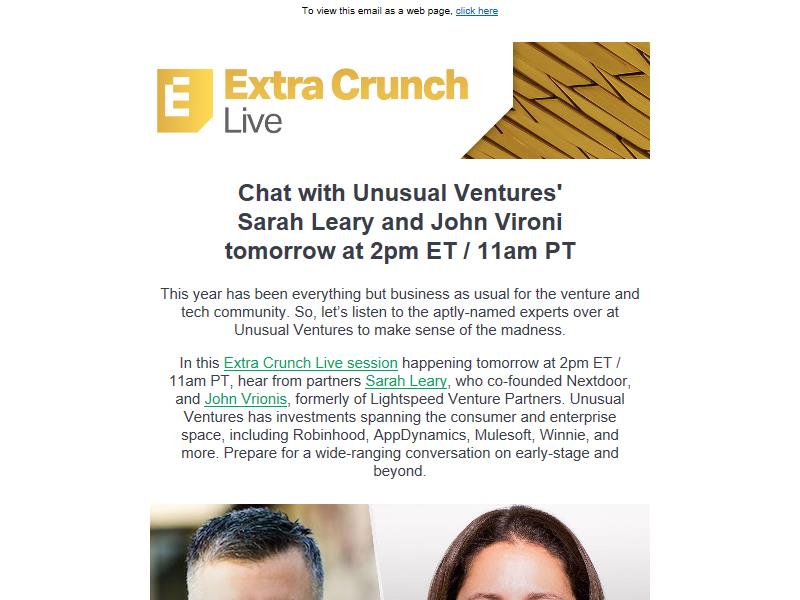 To view this email as a web page, click here
E
Extra Crunch
Live
Chat with Unusual Ventures'
Sarah Leary and John Vironi
tomorrow at 2pm ET / 11am PT
This year has been everything but business as usual for the venture and
tech community. So, let’s listen to the aptly-named experts over at
Unusual Ventures to make sense of the madness.
In this Extra Crunch Live session happening tomorrow at 2pm ET /
11am PT, hear from partners Sarah Leary, who co-founded Nextdoor,
and John Vrionis, formerly of Lightspeed Venture Partners. Unusual
Ventures has investments spanning the consumer and enterprise
space, including Robinhood, AppDynamics, Mulesoft, Winnie, and
more. Prepare for a wide-ranging conversation on early-stage and
beyond.